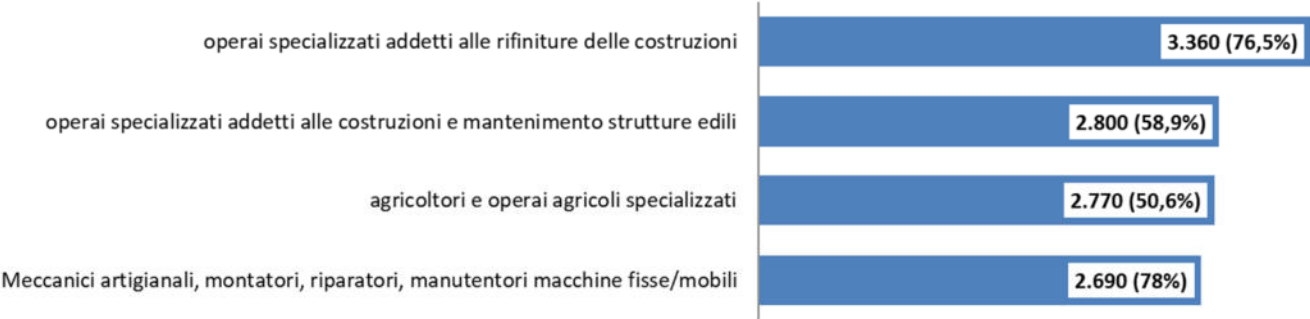 operai specializzati addetti alle rifiniture delle costruzioni
3.360 (76,5%)
operai specializzati addetti alle costruzioni e mantenimento strutture edili
2.800 (58,9%)
agricoltori e operai agricoli specializzati
2.770 (50,6%)
Meccanici artigianali, montatori, riparatori, manutentori macchine fisse/mobili
2.690 (78%)